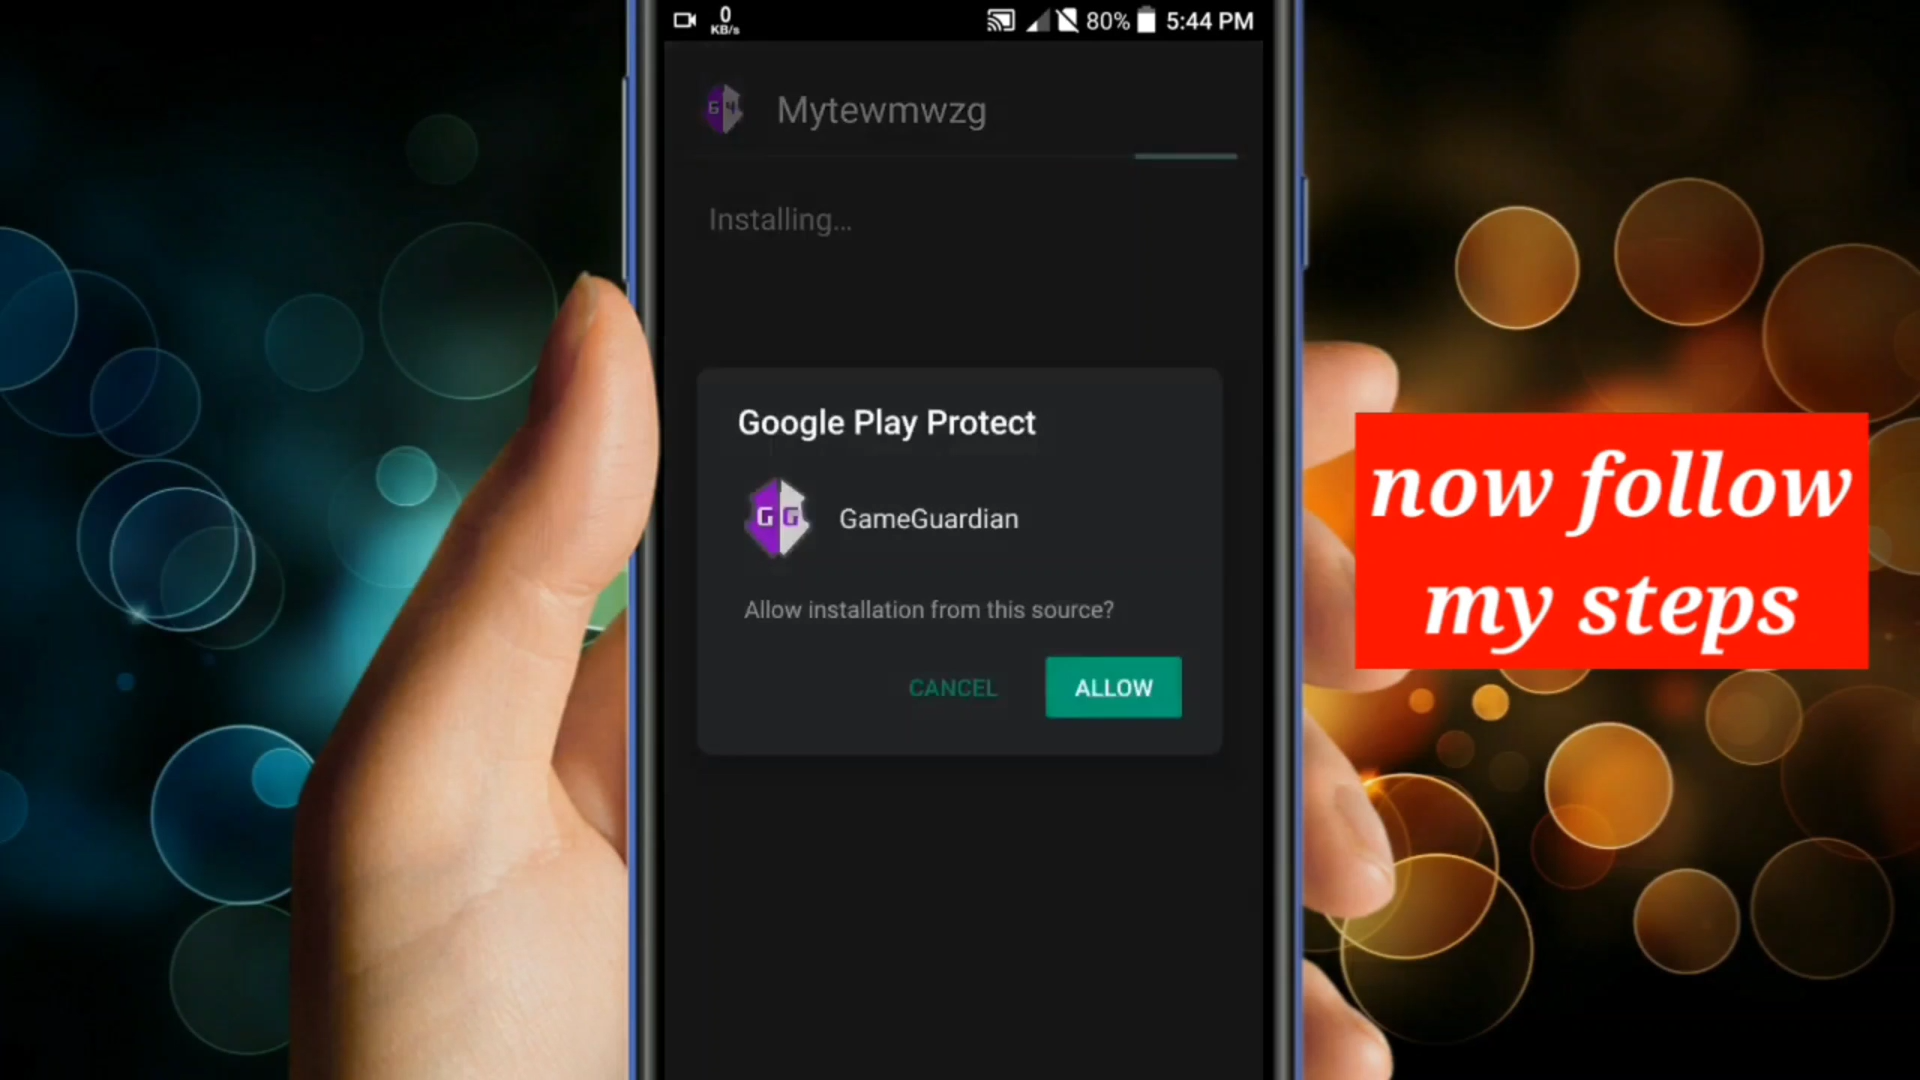 0
KB/s
80%
5:44 PM
64
Mytewmwzg
Installing...
Google Play Protect
GG
GameGuardian
Allow installation from this source?
CANCEL
ALLOW
now follow
my steps